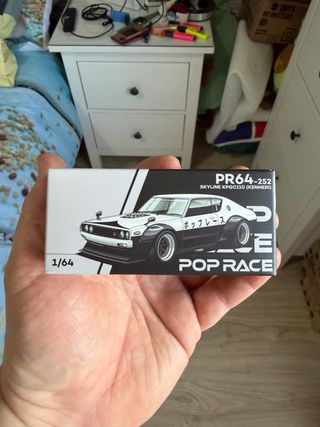 PR64-252
SKYLINE KPGC110 (KENMERI)
ポップレース
1/64
POP RACE